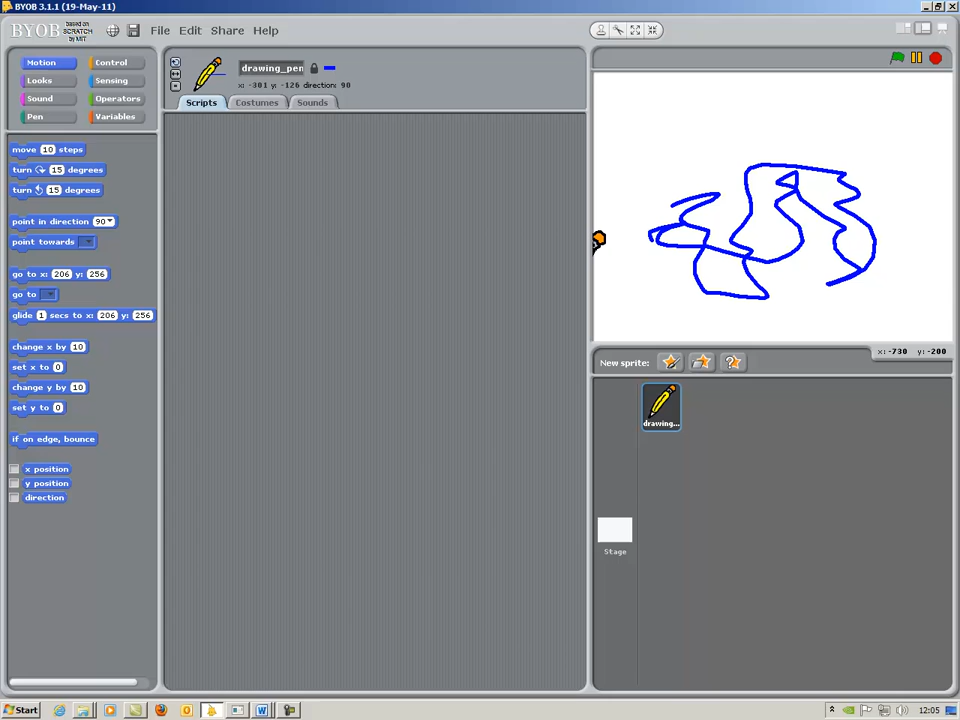 BYOB 3.1.1 (19-May-11)
BYOB based on SCRATCH by MIT File Edit Share Help
Motion Control
Looks Sensing
Sound Operators
Pen Variables
drawing_pen
x: -301 y: -126 direction: 90
Scripts Costumes Sounds
move 10 steps
turn 15 degrees
turn 15 degrees
point in direction 90
point towards
go to x: 206 y: 256
go to
glide 1 secs to x: 206 y: 256
change x by 10
set x to 0
change y by 10
set y to 0
if on edge, bounce
x position
y position
direction
x: -730 y: -200
New sprite:
drawing...
Stage
Start
12:05